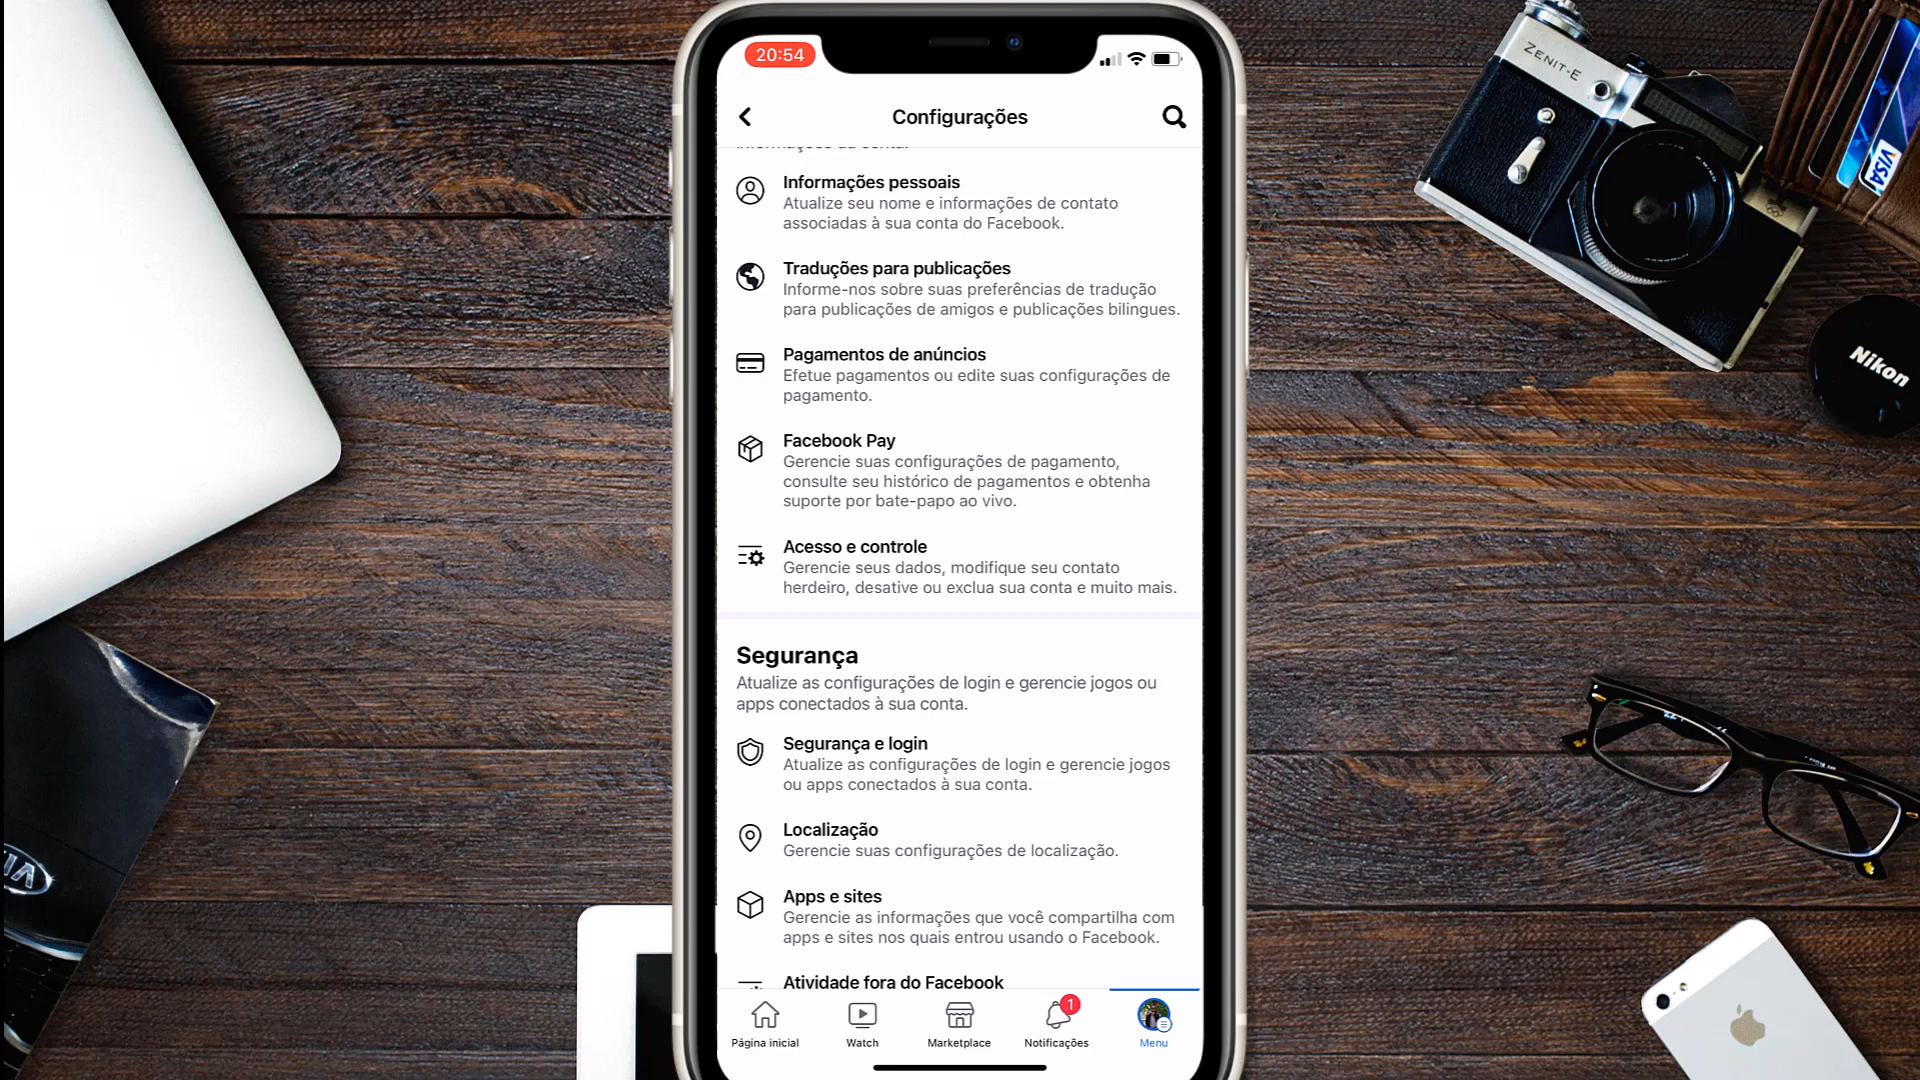 20:54
Configurações
Informações pessoais
Atualize seu nome e informações de contato
associadas à sua conta do Facebook.
Traduções para publicações
Informe-nos sobre suas preferências de tradução
para publicações de amigos e publicações bilingues.
Pagamentos de anúncios
Efetue pagamentos ou edite suas configurações de
pagamento.
Facebook Pay
Gerencie suas configurações de pagamento,
consulte seu histórico de pagamentos e obtenha
suporte por bate-papo ao vivo.
Acesso e controle
Gerencie seus dados, modifique seu contato
herdeiro, desative ou exclua sua conta e muito mais.
Segurança
Atualize as configurações de login e gerencie jogos ou
apps conectados à sua conta.
Segurança e login
Atualize as configurações de login e gerencie jogos
ou apps conectados à sua conta.
Localização
Gerencie suas configurações de localização.
Apps e sites
Gerencie as informações que você compartilha com
apps e sites nos quais entrou usando o Facebook.
Atividade fora do Facebook
1
Página inicial
Watch
Marketplace
Notificações
Menu
ZENIT-E
VISA
Nikon